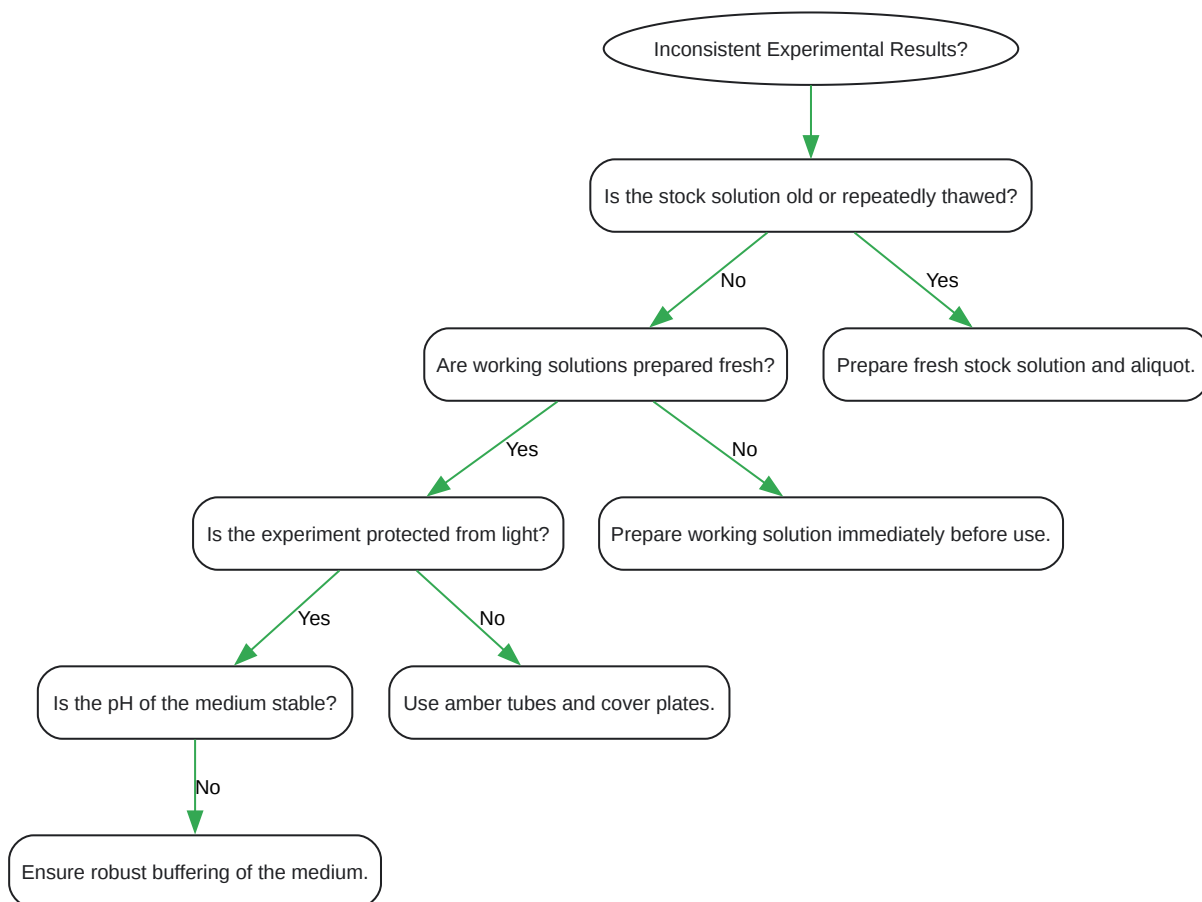 Inconsistent Experimental Results?
Is the stock solution old or repeatedly thawed?
No
Yes
Are working solutions prepared fresh?
Prepare fresh stock solution and aliquot.
Yes
No
Is the experiment protected from light?
Prepare working solution immediately before use.
Yes
No
Is the pH of the medium stable?
Use amber tubes and cover plates.
No
Ensure robust buffering of the medium.